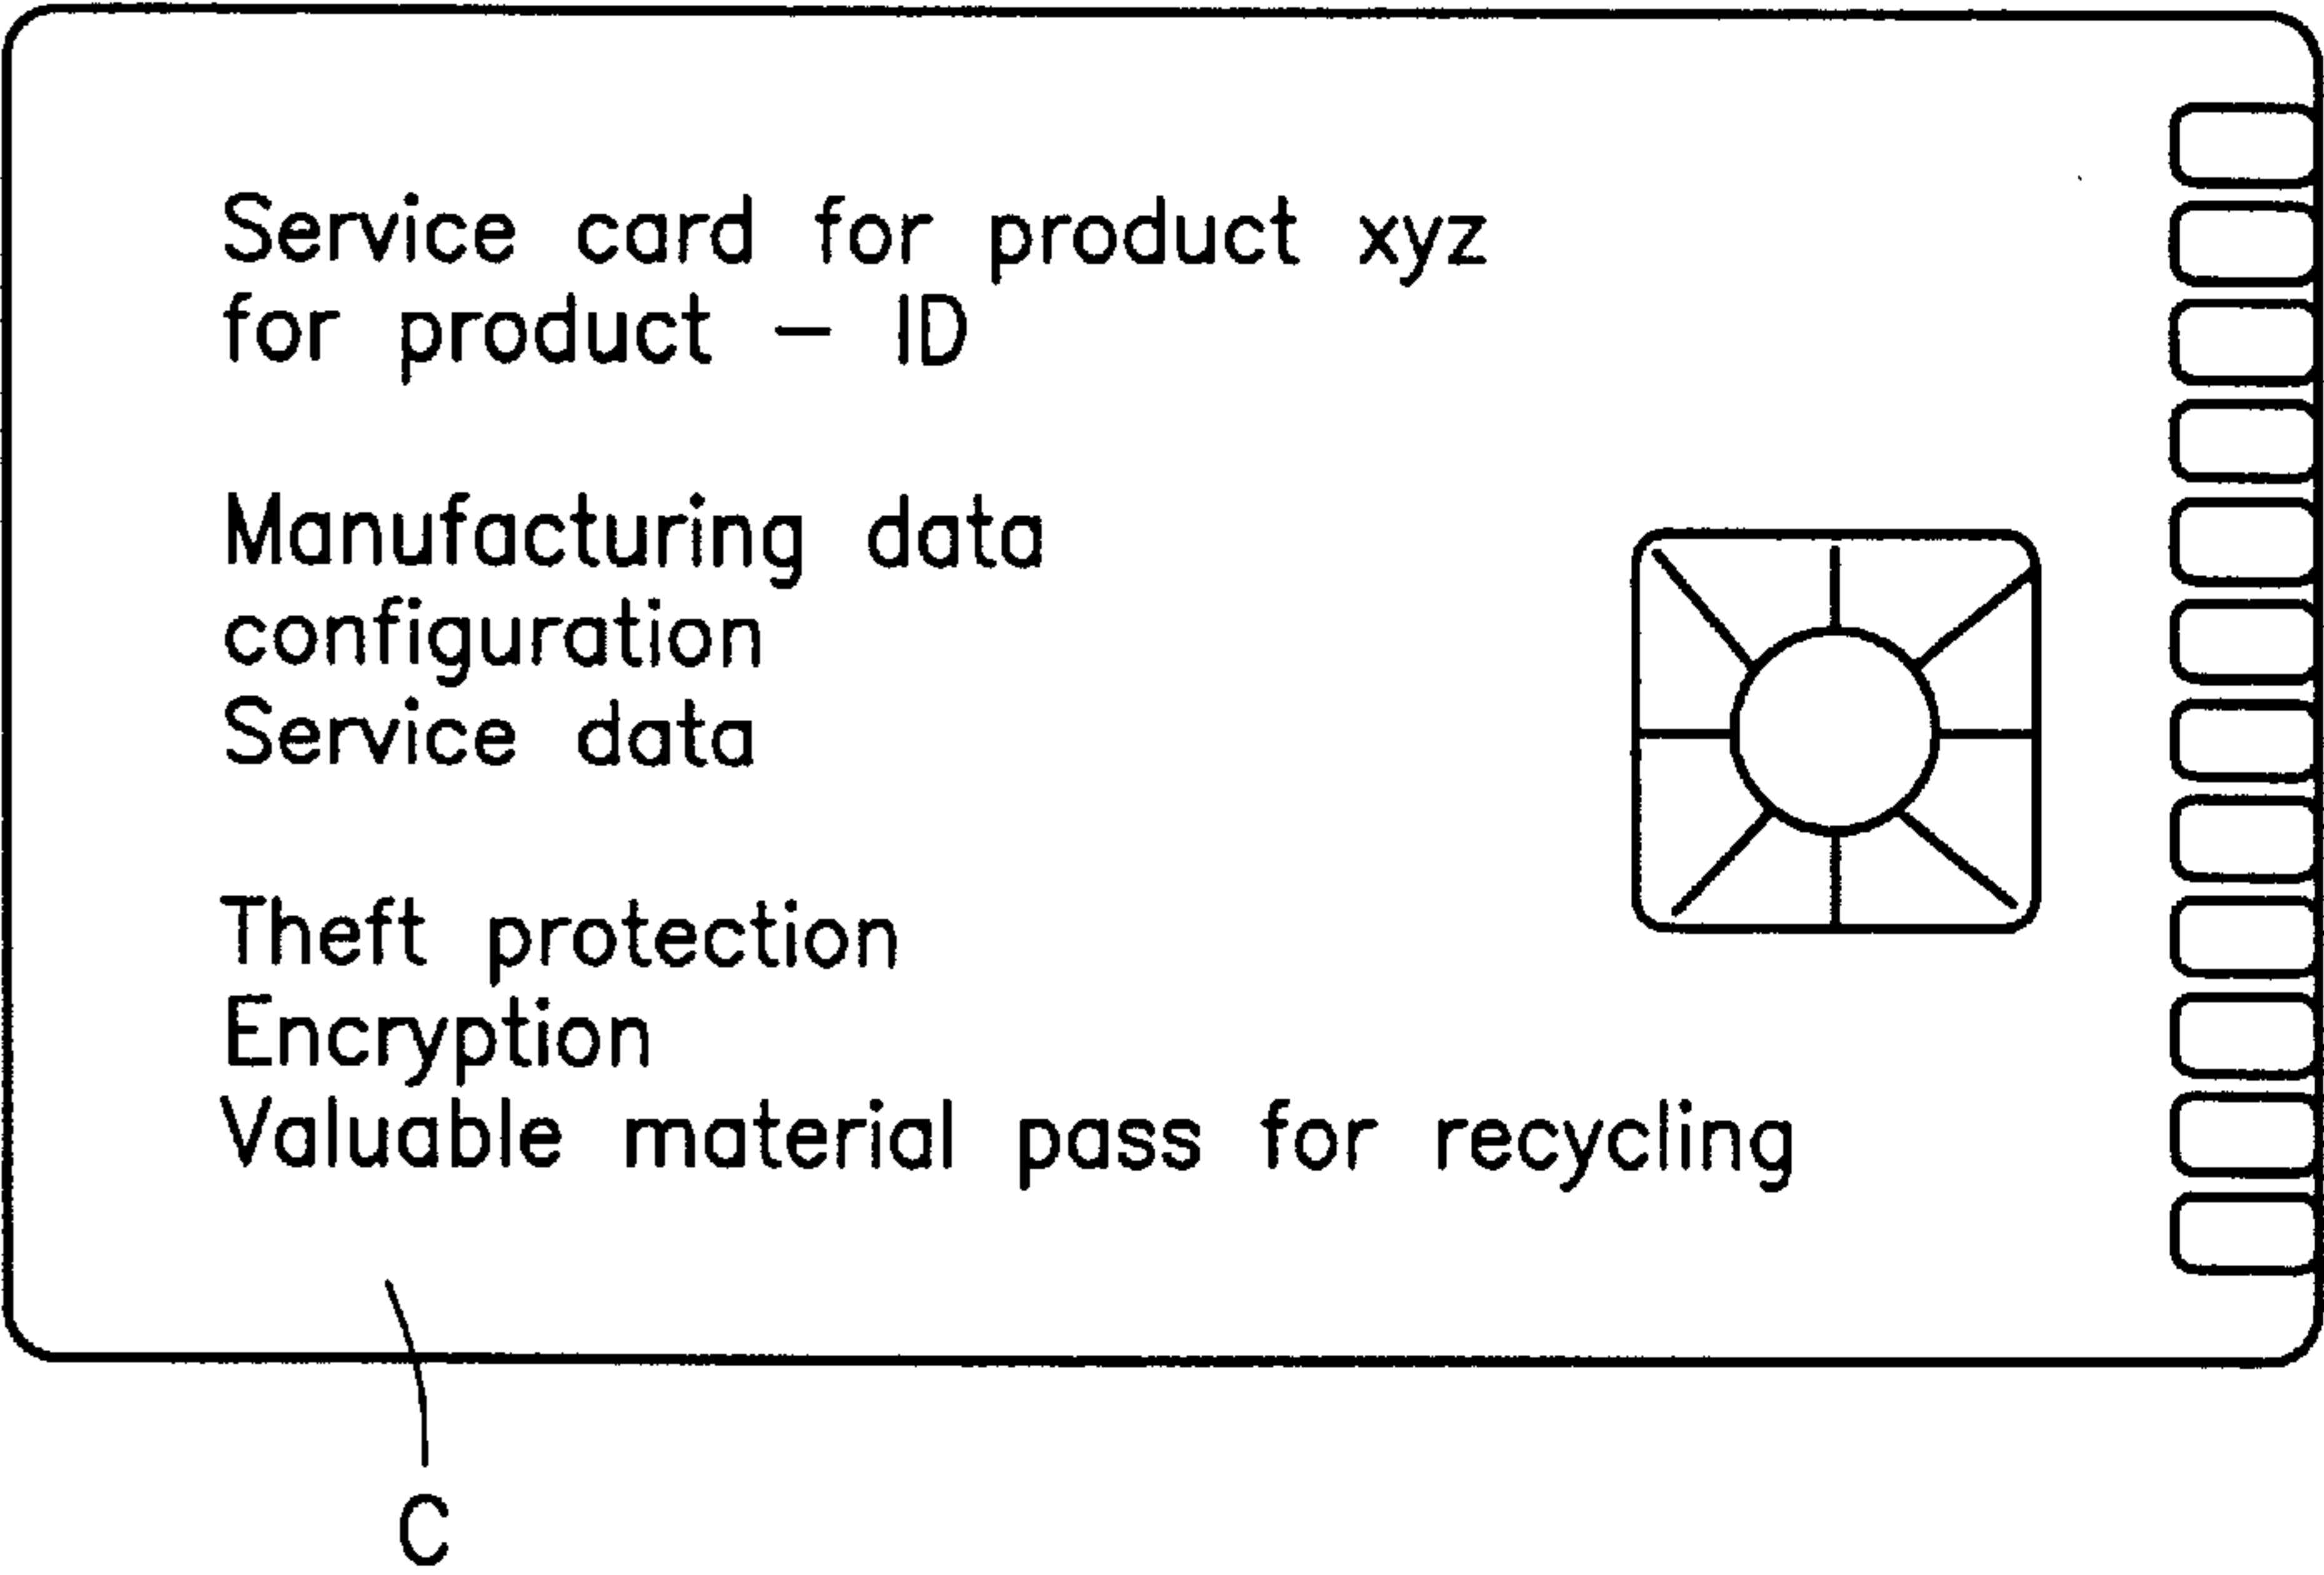 Service card for product xyz
for product – ID
Manufacturing data
configuration
Service data
Theft protection
Encryption
Valuable material pass for recycling
C